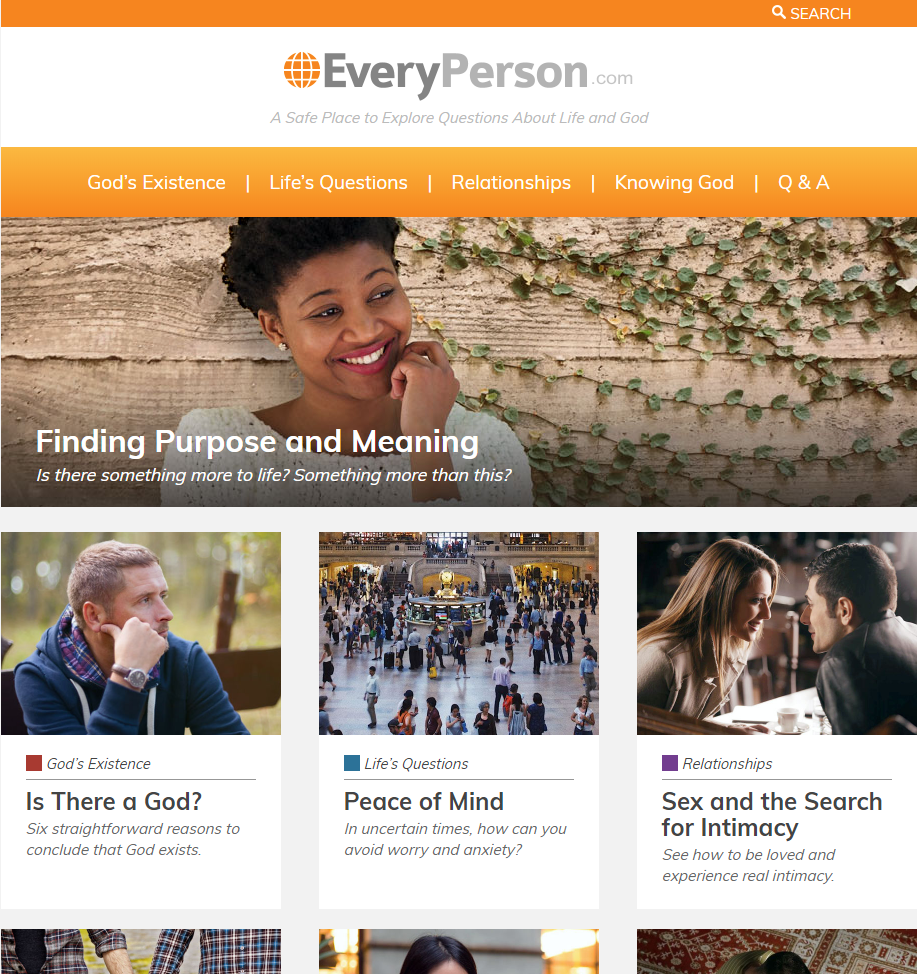 SEARCH
EveryPerson.com
A Safe Place to Explore Questions About Life and God
God's Existence | Life's Questions | Relationships | Knowing God | Q & A
Finding Purpose and Meaning
Is there something more to life? Something more than this?
God's Existence
Is There a God?
Six straightforward reasons to
conclude that God exists.
Life's Questions
Peace of Mind
In uncertain times, how can you
avoid worry and anxiety?
Relationships
Sex and the Search
for Intimacy
See how to be loved and
experience real intimacy.